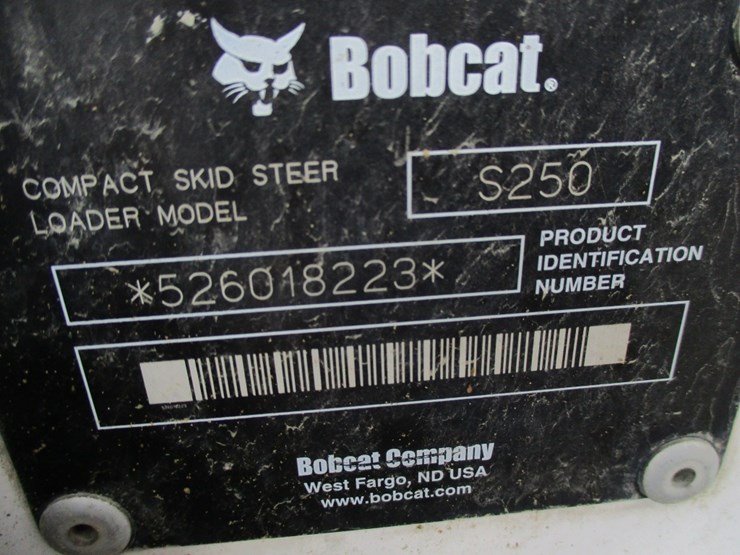 Bobcat®
COMPACT SKID STEER
LOADER MODEL
S250
PRODUCT
IDENTIFICATION
NUMBER
*526018223*
Bobcat Company
West Fargo, ND USA
www.bobcat.com